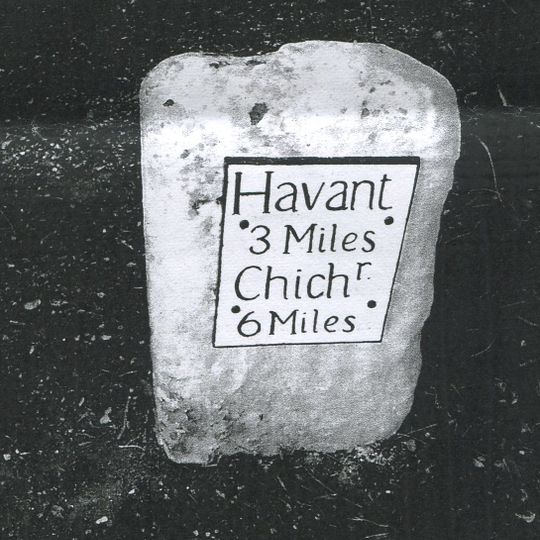 Havant
3 Miles
Chichr.
6 Miles